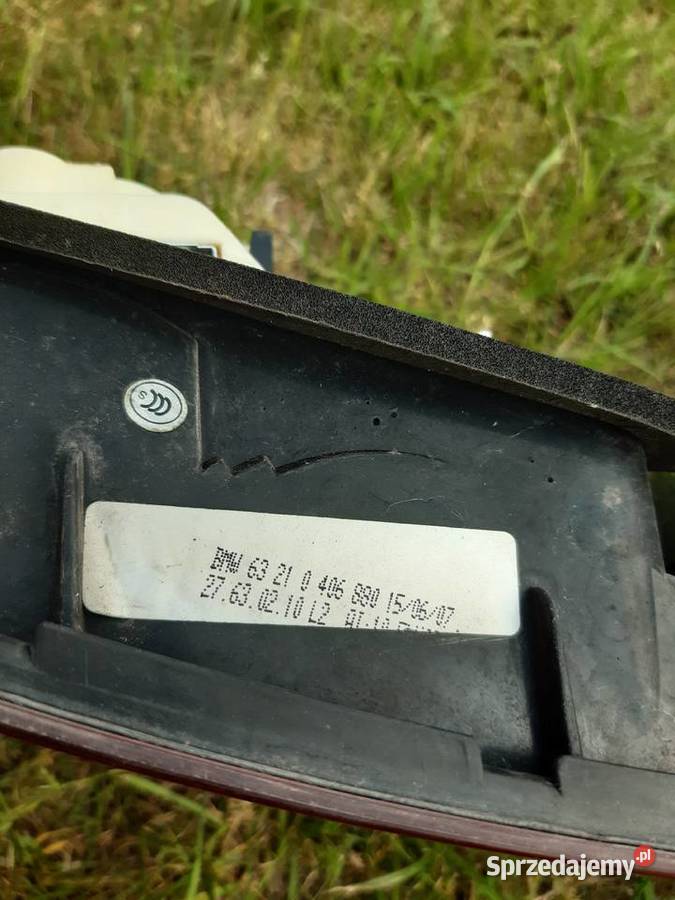 S
BMW 63 21 0 406 880 15/06/07
27.63.02.10 L2
Sprzedajemy.pl